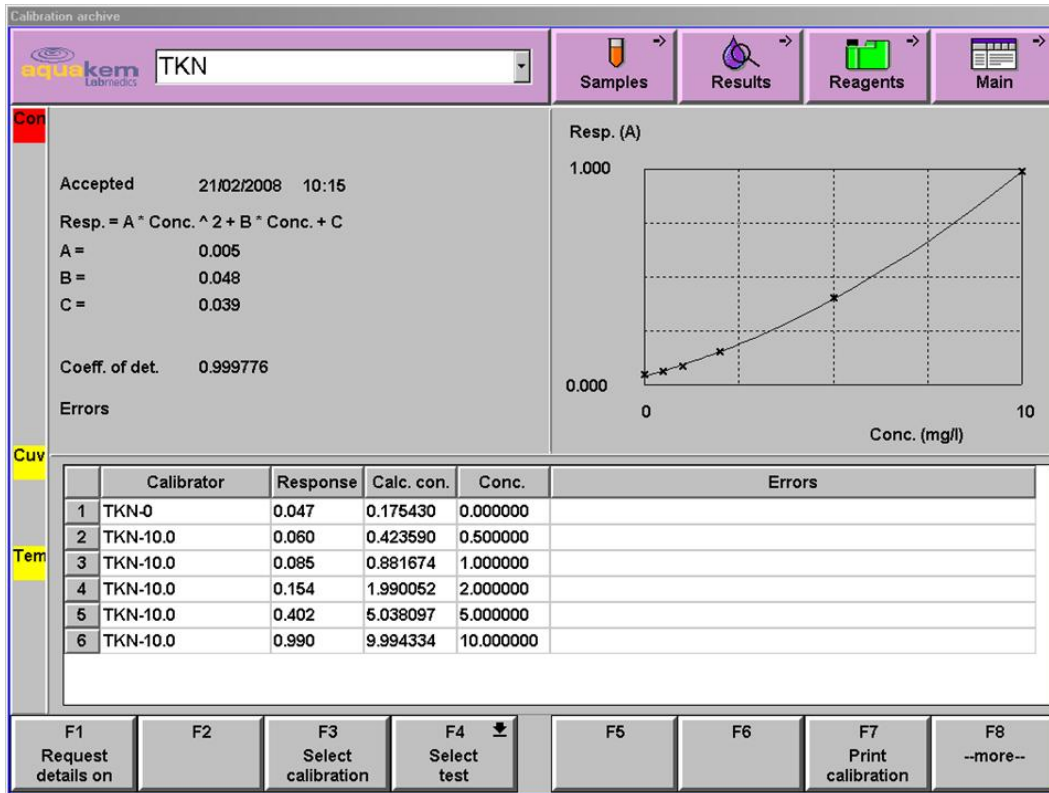 Calibration archive
aquakem
Labmedics
TKN
Samples
Results
Reagents
Main
Con
Cuv
Tem
Accepted 21/02/2008 10:15
Resp. = A * Conc. ^ 2 + B * Conc. + C
A = 0.005
B = 0.048
C = 0.039
Coeff. of det. 0.999776
Errors
Resp. (A)
1.000
0.000
0 10
Conc. (mg/l)
Calibrator Response Calc. con. Conc. Errors
1 TKN-0 0.047 0.175430 0.000000
2 TKN-10.0 0.060 0.423590 0.500000
3 TKN-10.0 0.085 0.881674 1.000000
4 TKN-10.0 0.154 1.990052 2.000000
5 TKN-10.0 0.402 5.038097 5.000000
6 TKN-10.0 0.990 9.994334 10.000000
F1
Request
details on
F2
F3
Select
calibration
F4
Select
test
F5
F6
F7
Print
calibration
F8
--more--